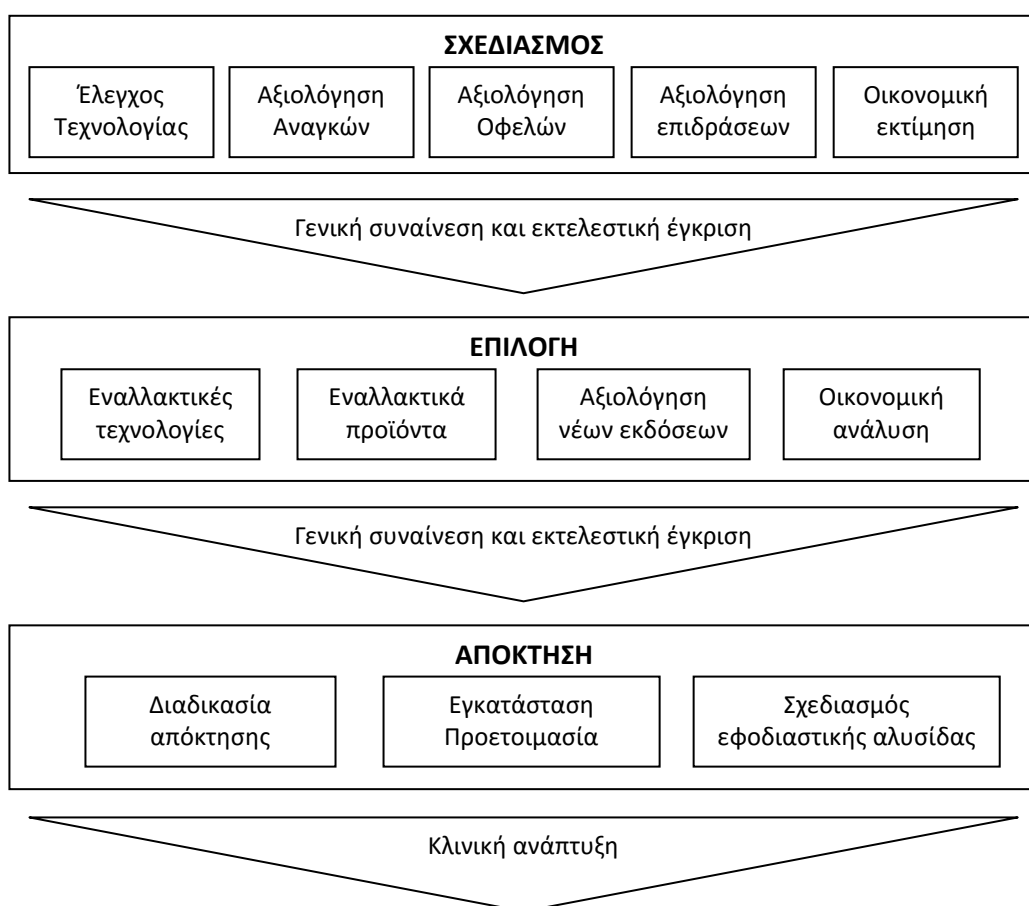 ΣΧΕΔΙΑΣΜΟΣ
Έλεγχος
Τεχνολογίας
Αξιολόγηση
Αναγκών
Αξιολόγηση
Οφελών
Αξιολόγηση
επιδράσεων
Οικονομική
εκτίμηση
Γενική συναίνεση και εκτελεστική έγκριση
ΕΠΙΛΟΓΗ
Εναλλακτικές
τεχνολογίες
Εναλλακτικά
προϊόντα
Αξιολόγηση
νέων εκδόσεων
Οικονομική
ανάλυση
Γενική συναίνεση και εκτελεστική έγκριση
ΑΠΟΚΤΗΣΗ
Διαδικασία
απόκτησης
Εγκατάσταση
Προετοιμασία
Σχεδιασμός
εφοδιαστικής αλυσίδας
Κλινική ανάπτυξη